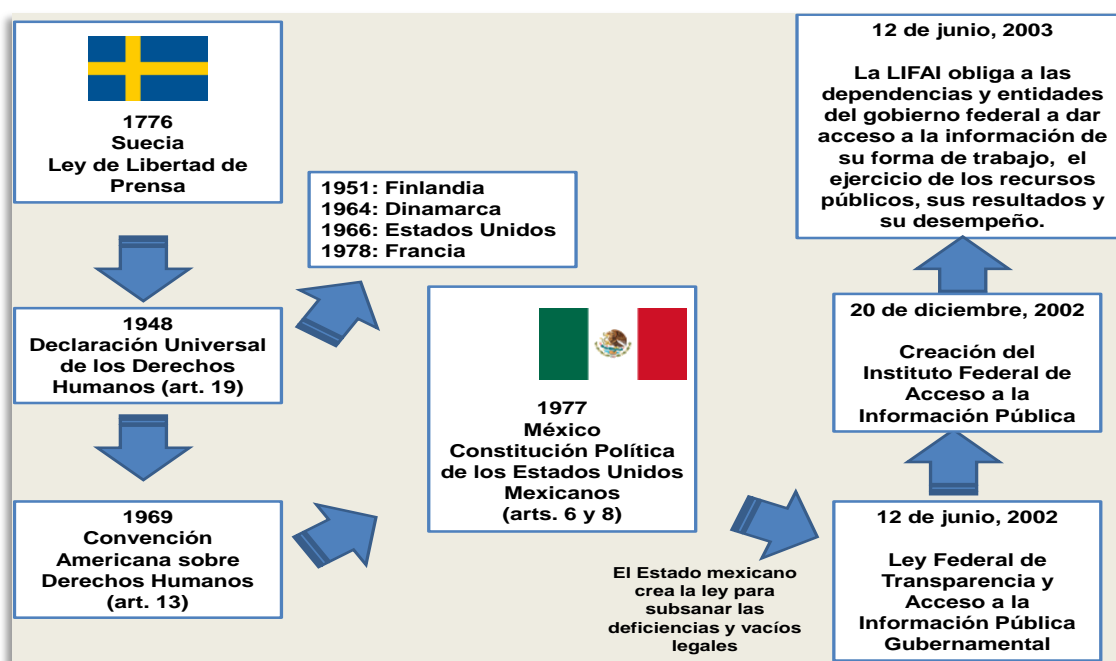 1776
Suecia
Ley de Libertad de
Prensa
1948
Declaración Universal
de los Derechos
Humanos (art. 19)
1951: Finlandia
1964: Dinamarca
1966: Estados Unidos
1978: Francia
1969
Convención
Americana sobre
Derechos Humanos
(art. 13)
1977
México
Constitución Política
de los Estados Unidos
Mexicanos
(arts. 6 y 8)
El Estado mexicano
crea la ley para
subsanar las
deficiencias y vacíos
legales
12 de junio, 2002
Ley Federal de
Transparencia y
Acceso a la
Información Pública
Gubernamental
20 de diciembre, 2002
Creación del
Instituto Federal de
Acceso a la
Información Pública
12 de junio, 2003
La LIFAI obliga a las
dependencias y entidades
del gobierno federal a dar
acceso a la información de
su forma de trabajo, el
ejercicio de los recursos
públicos, sus resultados y
su desempeño.